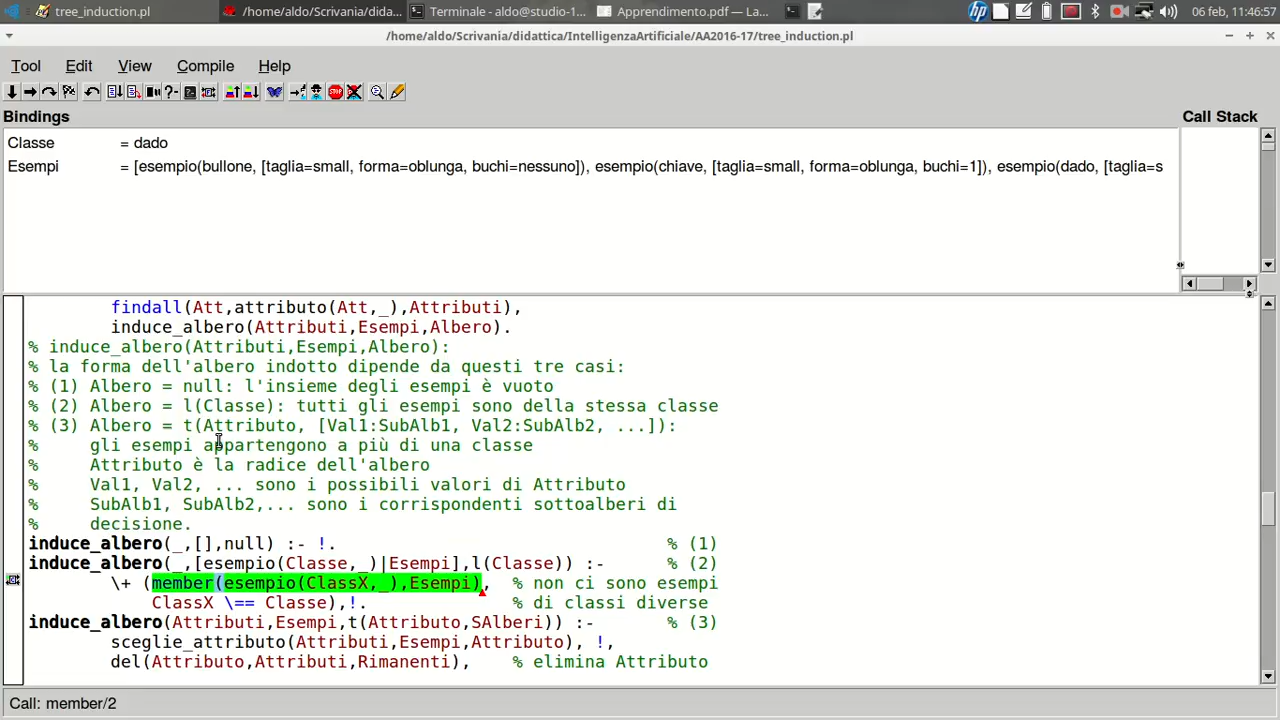 tree_induction.pl /home/aldo/Scrivania/dida... Terminale - aldo@studio-1... Apprendimento.pdf — La... 06 feb, 11:46:57
/home/aldo/Scrivania/didattica/IntelligenzaArtificiale/AA2016-17/tree_induction.pl
Tool Edit View Compile Help
Bindings
Call Stack
Classe = dado
Esempi = [esempio(bullone, [taglia=small, forma=oblunga, buchi=nessuno]), esempio(chiave, [taglia=small, forma=oblunga, buchi=1]), esempio(dado, [taglia=s
findall(Att,attributo(Att,_),Attributi),
induce_albero(Attributi,Esempi,Albero).
% induce_albero(Attributi,Esempi,Albero):
% la forma dell'albero indotto dipende da questi tre casi:
% (1) Albero = null: l'insieme degli esempi è vuoto
% (2) Albero = l(Classe): tutti gli esempi sono della stessa classe
% (3) Albero = t(Attributo, [Val1:SubAlb1, Val2:SubAlb2, ...]):
% gli esempi appartengono a più di una classe
% Attributo è la radice dell'albero
% Val1, Val2, ... sono i possibili valori di Attributo
% SubAlb1, SubAlb2,... sono i corrispondenti sottoalberi di
% decisione.
induce_albero(_,[],null) :- !. % (1)
induce_albero(_,[esempio(Classe,_)|Esempi],l(Classe)) :- % (2)
\+ (member(esempio(ClassX,_),Esempi), % non ci sono esempi
ClassX \== Classe),!. % di classi diverse
induce_albero(Attributi,Esempi,t(Attributo,SAlberi)) :- % (3)
sceglie_attributo(Attributi,Esempi,Attributo), !,
del(Attributo,Attributi,Rimanenti), % elimina Attributo
Call: member/2